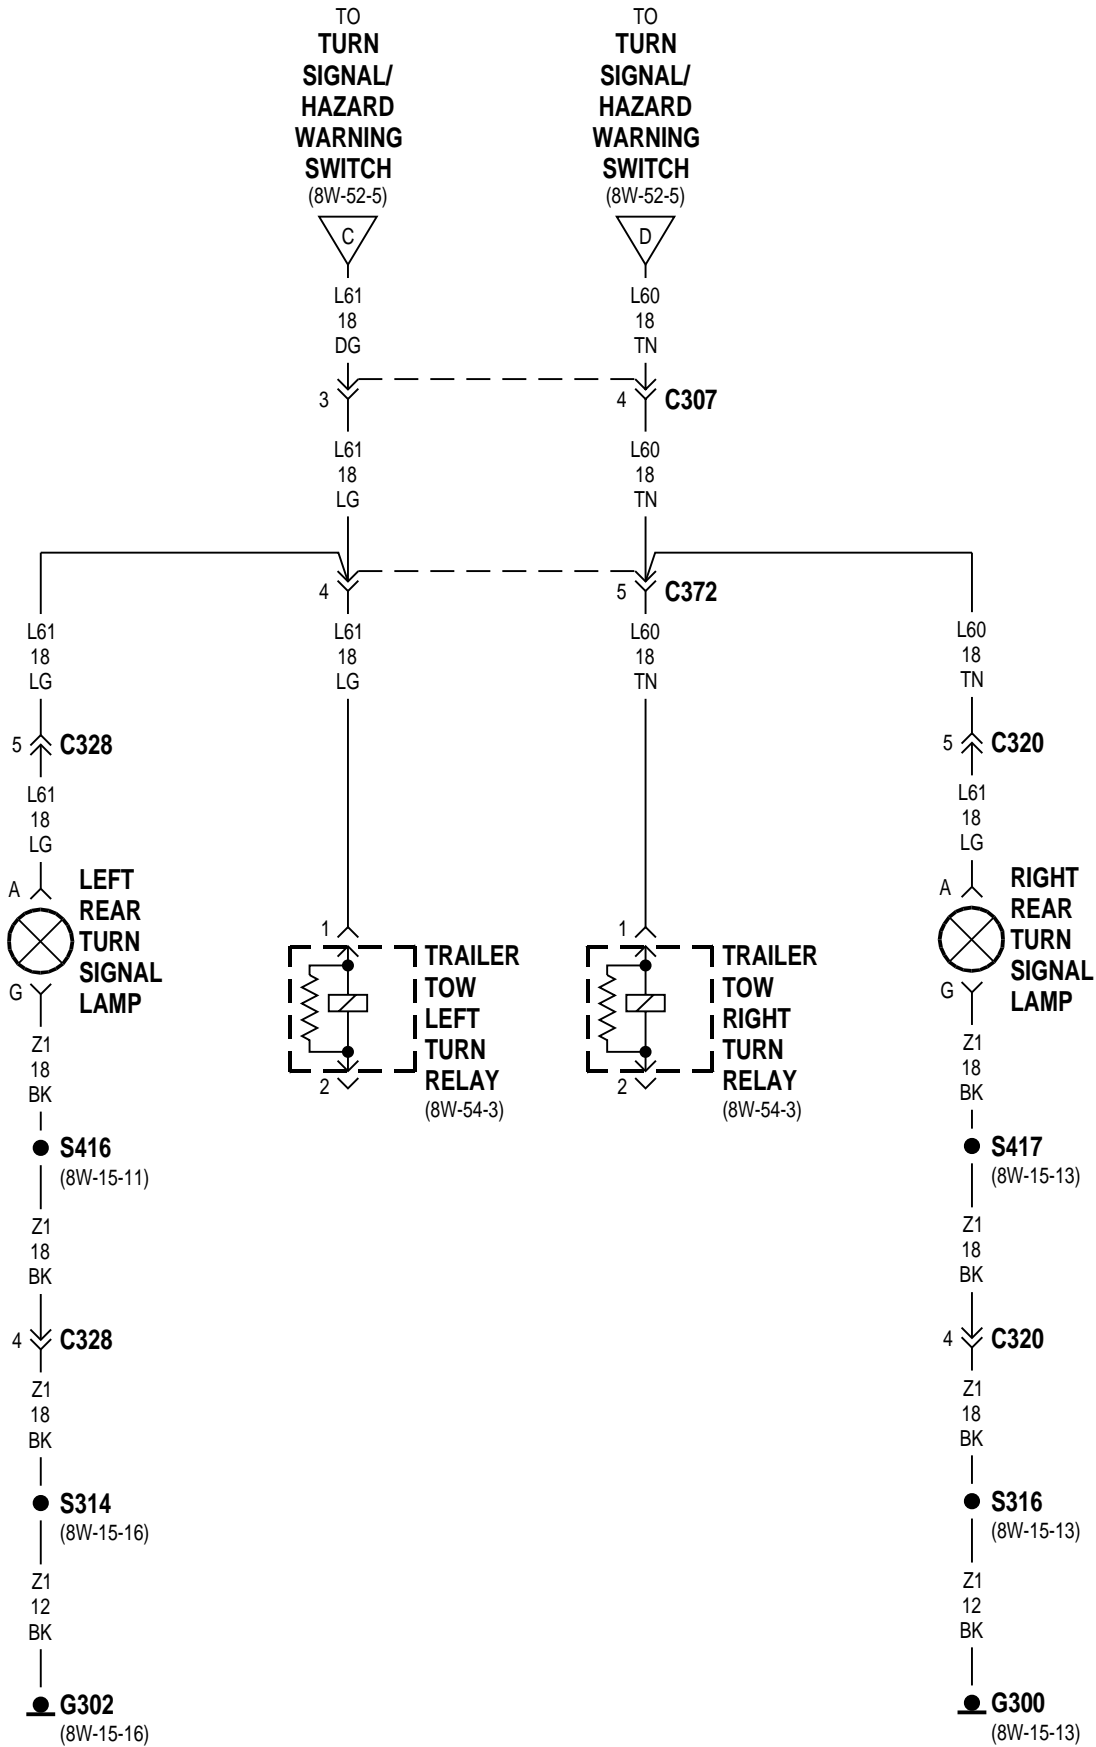 TO
TURN
SIGNAL/
HAZARD
WARNING
SWITCH
(8W-52-5)
C
L61
18
DG
3
L61
18
LG
4
L61
18
LG
1
TRAILER
TOW
LEFT
TURN
RELAY
(8W-54-3)
2
TO
TURN
SIGNAL/
HAZARD
WARNING
SWITCH
(8W-52-5)
D
L60
18
TN
4
C307
L60
18
TN
5
C372
L60
18
TN
1
TRAILER
TOW
RIGHT
TURN
RELAY
(8W-54-3)
2
L61
18
LG
5
C328
L61
18
LG
A
LEFT
REAR
TURN
SIGNAL
LAMP
G
Z1
18
BK
S416
(8W-15-11)
Z1
18
BK
4
C328
Z1
18
BK
S314
(8W-15-16)
Z1
12
BK
G302
(8W-15-16)
L60
18
TN
5
C320
L61
18
LG
A
RIGHT
REAR
TURN
SIGNAL
LAMP
G
Z1
18
BK
S417
(8W-15-13)
Z1
18
BK
4
C320
Z1
18
BK
S316
(8W-15-13)
Z1
12
BK
G300
(8W-15-13)